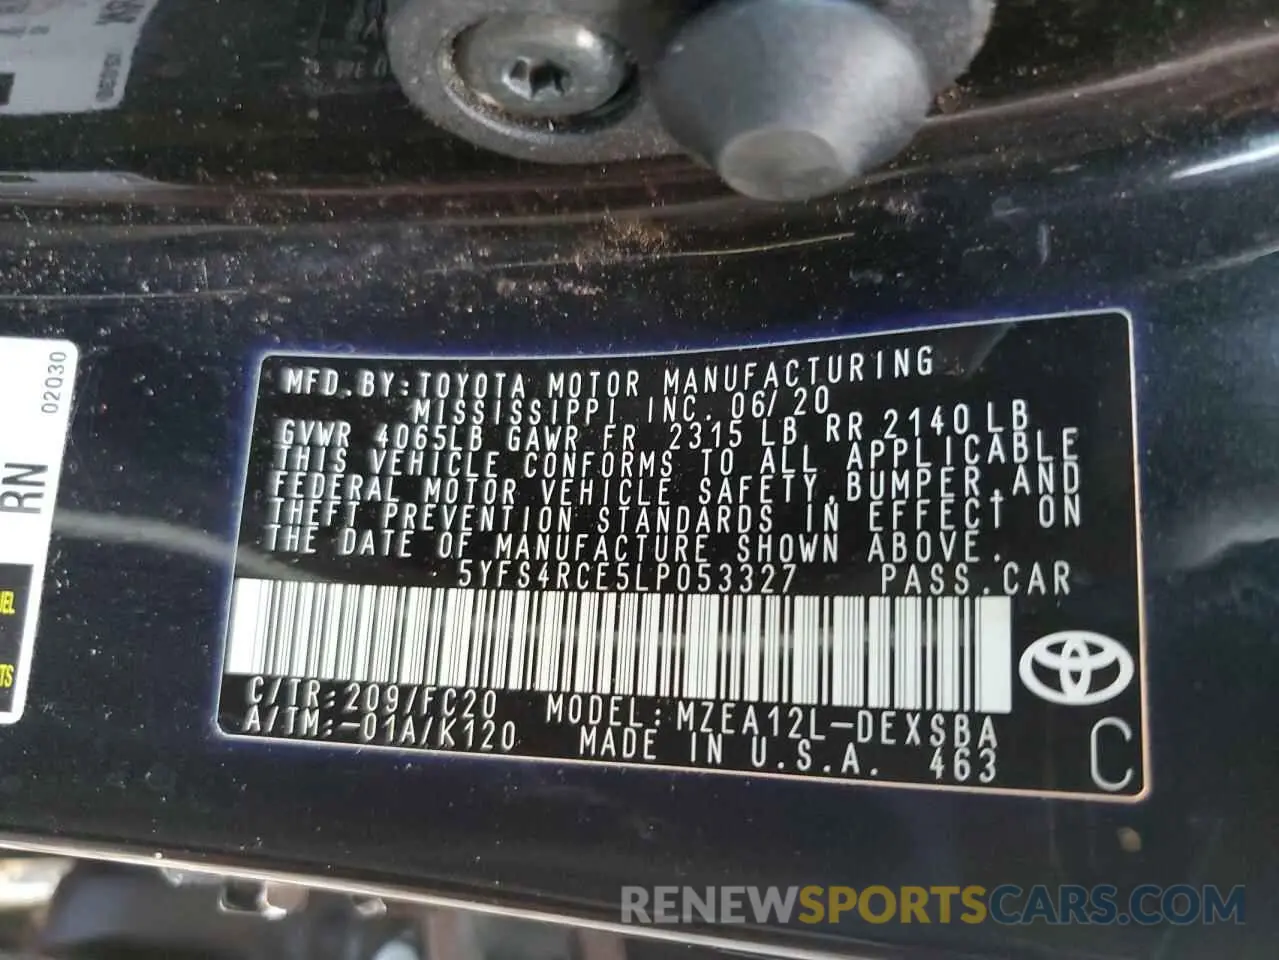 MFD. BY: TOYOTA MOTOR MANUFACTURING
MISSISSIPPI INC. 06/20
GVWR 4065LB GAWR FR 2315 LB RR 2140 LB
THIS VEHICLE CONFORMS TO ALL APPLICABLE
FEDERAL MOTOR VEHICLE SAFETY, BUMPER, AND
THEFT PREVENTION STANDARDS IN EFFECT ON
THE DATE OF MANUFACTURE SHOWN ABOVE.
5YFS4RCE5LP053327 PASS. CAR
C/TR: 209/FC20 MODEL: MZEA12L-DEXSBA
A/TM: -01A/K120 MADE IN U.S.A. 463
C
RN
02030
RENEWSPORTSCARS.COM